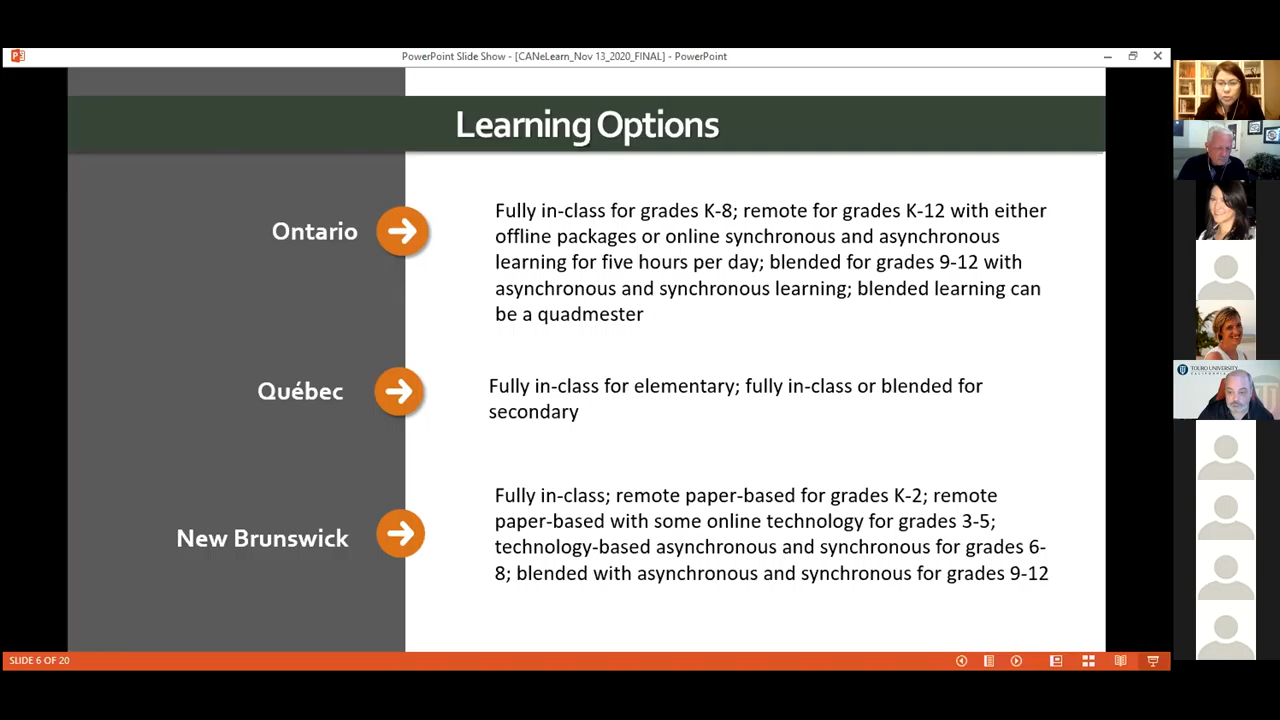 PowerPoint Slide Show - [CANeLearn_Nov 13_2020_FINAL] - PowerPoint
Learning Options
Ontario
Fully in-class for grades K-8; remote for grades K-12 with either
offline packages or online synchronous and asynchronous
learning for five hours per day; blended for grades 9-12 with
asynchronous and synchronous learning; blended learning can
be a quadmester
Québec
Fully in-class for elementary; fully in-class or blended for
secondary
New Brunswick
Fully in-class; remote paper-based for grades K-2; remote
paper-based with some online technology for grades 3-5;
technology-based asynchronous and synchronous for grades 6-
8; blended with asynchronous and synchronous for grades 9-12
SLIDE 6 OF 20
TOURO UNIVERSITY
CALIFORNIA